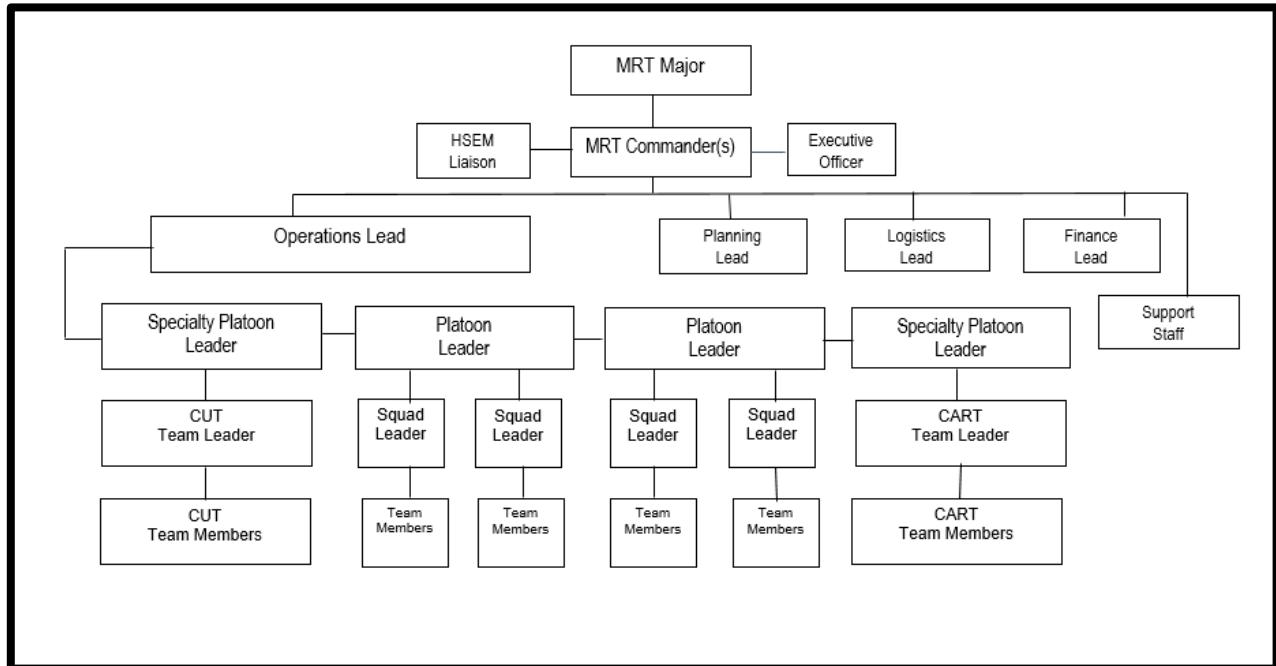 MRT Major
HSEM
Liaison
MRT Commander(s)
Executive
Officer
Operations Lead
Planning
Lead
Logistics
Lead
Finance
Lead
Support
Staff
Specialty Platoon
Leader
Platoon
Leader
Platoon
Leader
Specialty Platoon
Leader
CUT
Team Leader
Squad
Leader
Squad
Leader
Squad
Leader
Squad
Leader
CART
Team Leader
CUT
Team Members
Team
Members
Team
Members
Team
Members
Team
Members
CART
Team Members